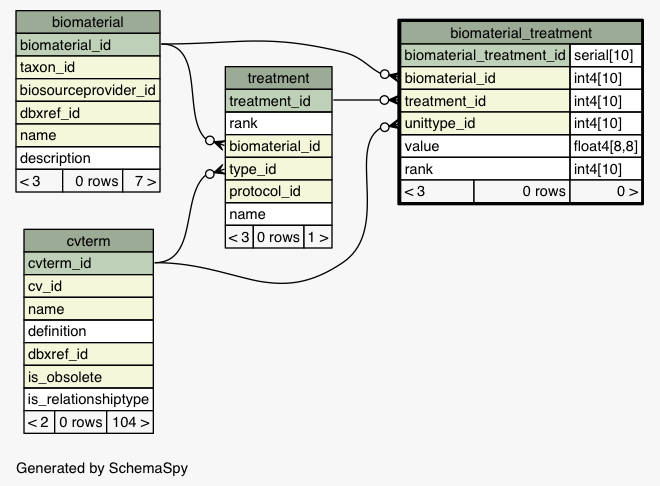 biomaterial
biomaterial_id
taxon_id
biosourceprovider_id
dbxref_id
name
description
< 3 0 rows 7 >
treatment
treatment_id
rank
biomaterial_id
type_id
protocol_id
name
< 3 0 rows 1 >
biomaterial_treatment
biomaterial_treatment_id serial[10]
biomaterial_id int4[10]
treatment_id int4[10]
unittype_id int4[10]
value float4[8,8]
rank int4[10]
< 3 0 rows 0 >
cvterm
cvterm_id
cv_id
name
definition
dbxref_id
is_obsolete
is_relationshiptype
< 2 0 rows 104 >
Generated by SchemaSpy